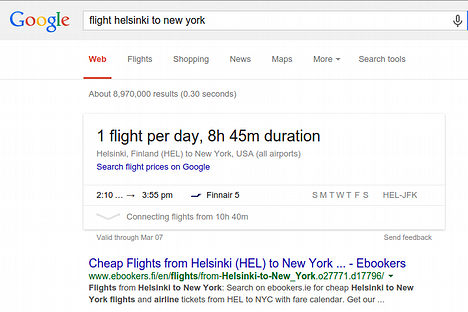 Google
flight helsinki to new york
Web Flights Shopping News Maps More Search tools
About 8,970,000 results (0.30 seconds)
1 flight per day, 8h 45m duration
Helsinki, Finland (HEL) to New York, USA (all airports)
Search flight prices on Google
2:10 ... → 3:55 pm Finnair 5 S M T W T F S HEL-JFK
Connecting flights from 10h 40m
Valid through Mar 07 Send feedback
Cheap Flights from Helsinki (HEL) to New York ... - Ebookers
www.ebookers.fi/en/flights/from-Helsinki-to-New_York.o27771.d17796/
Flights from Helsinki to New York: Search on ebookers.ie for cheap Helsinki to New
York flights and airline tickets from HEL to NYC with fare calendar. Get our ...